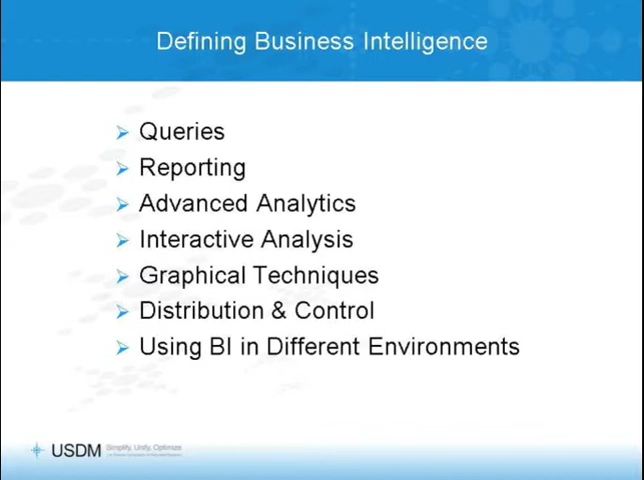 Defining Business Intelligence
Queries
Reporting
Advanced Analytics
Interactive Analysis
Graphical Techniques
Distribution & Control
Using BI in Different Environments
USDM Simplify, Unify, Optimize